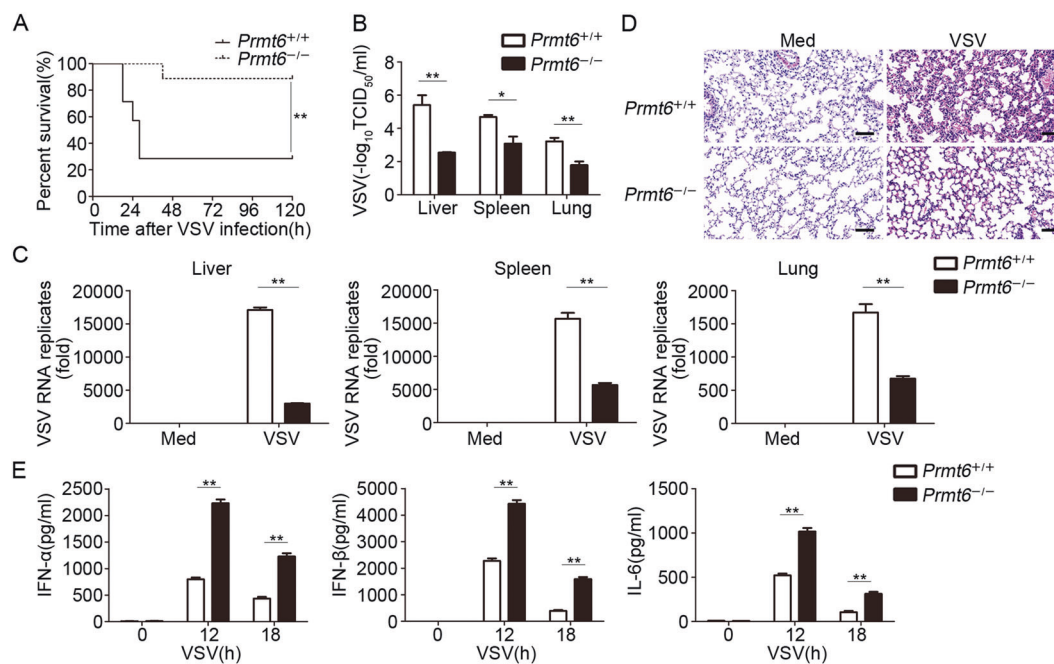 A
Prmt6+/+
Prmt6−/−
Percent survival(%)
100
80
60
40
20
0
**
0 24 48 72 96 120
Time after VSV infection(h)
B
Prmt6+/+
Prmt6−/−
VSV(-log10TCID50/ml)
8
6
4
2
0
** * **
Liver Spleen Lung
D
Med VSV
Prmt6+/+
Prmt6−/−
C
Prmt6+/+
Prmt6−/−
Liver
VSV RNA replicates
(fold)
20000
15000
10000
5000
0
**
Med VSV
Spleen
VSV RNA replicates
(fold)
20000
15000
10000
5000
0
**
Med VSV
Lung
VSV RNA replicates
(fold)
2000
1500
1000
500
0
**
Med VSV
E
Prmt6+/+
Prmt6−/−
IFN-α(pg/ml)
2500
2000
1500
1000
500
0
** **
0 12 18
VSV(h)
IFN-β(pg/ml)
5000
4000
3000
2000
1000
0
** **
0 12 18
VSV(h)
IL-6(pg/ml)
1500
1000
500
0
** **
0 12 18
VSV(h)